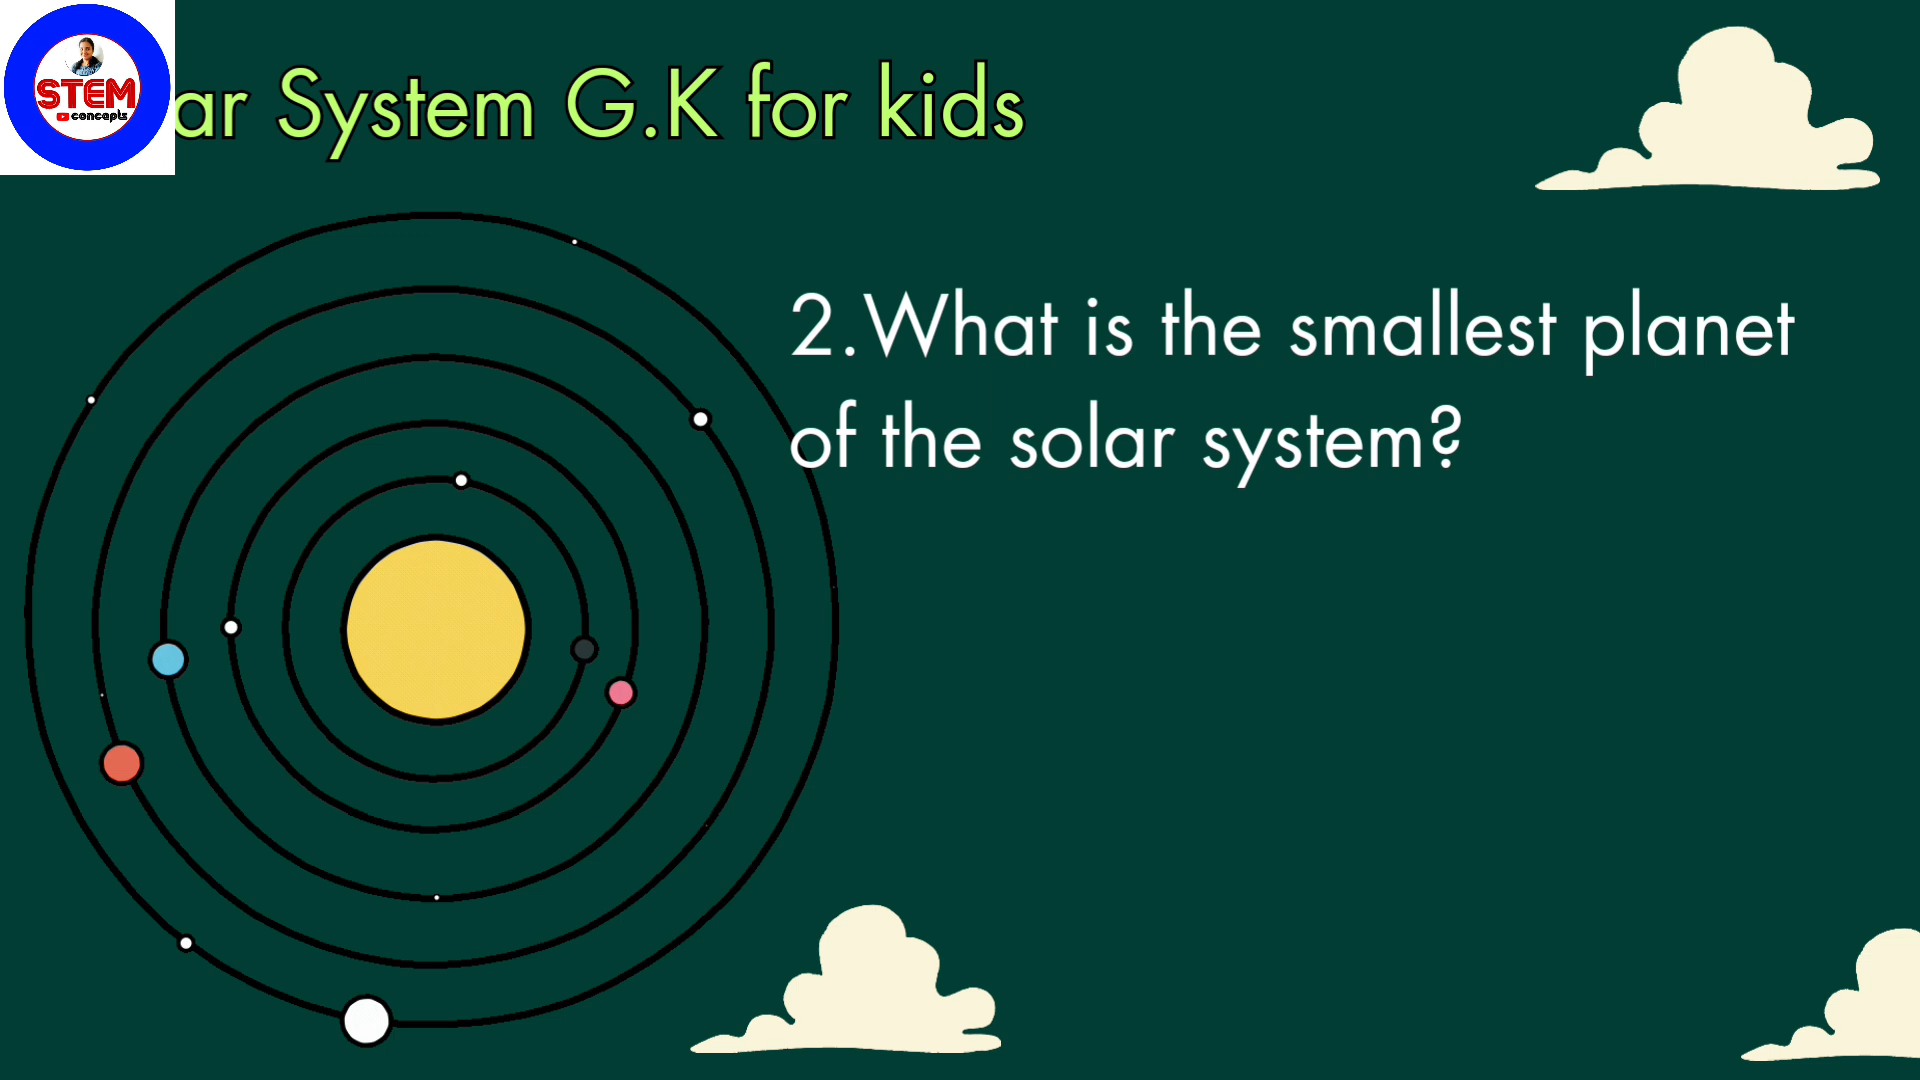 STEM
concepts
ar System G.K for kids
2.What is the smallest planet
of the solar system?